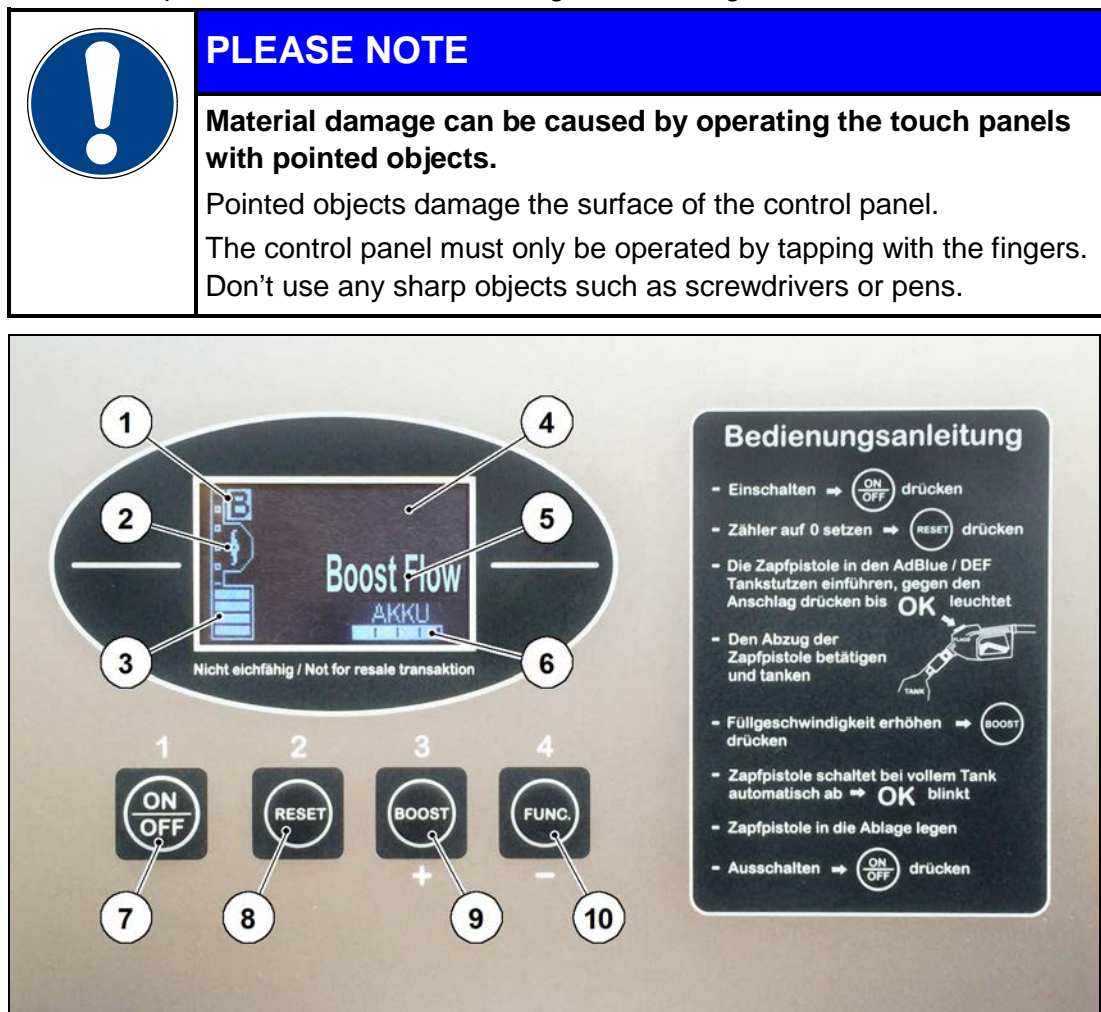 PLEASE NOTE
Material damage can be caused by operating the touch panels
with pointed objects.
Pointed objects damage the surface of the control panel.
The control panel must only be operated by tapping with the fingers.
Don’t use any sharp objects such as screwdrivers or pens.
1
2
3
4
5
6
B
Boost Flow
AKKU
Nicht eichfähig / Not for resale transaktion
1
2
3
4
ON
OFF
RESET
BOOST
FUNC.
+
–
7
8
9
10
Bedienungsanleitung
- Einschalten ➡ ON OFF drücken
- Zähler auf 0 setzen ➡ RESET drücken
- Die Zapfpistole in den AdBlue / DEF
Tankstutzen einführen, gegen den
Anschlag drücken bis OK leuchtet
- Den Abzug der
Zapfpistole betätigen
und tanken
TANK
- Füllgeschwindigkeit erhöhen ➡ BOOST
drücken
- Zapfpistole schaltet bei vollem Tank
automatisch ab ➡ OK blinkt
- Zapfpistole in die Ablage legen
- Ausschalten ➡ ON OFF drücken